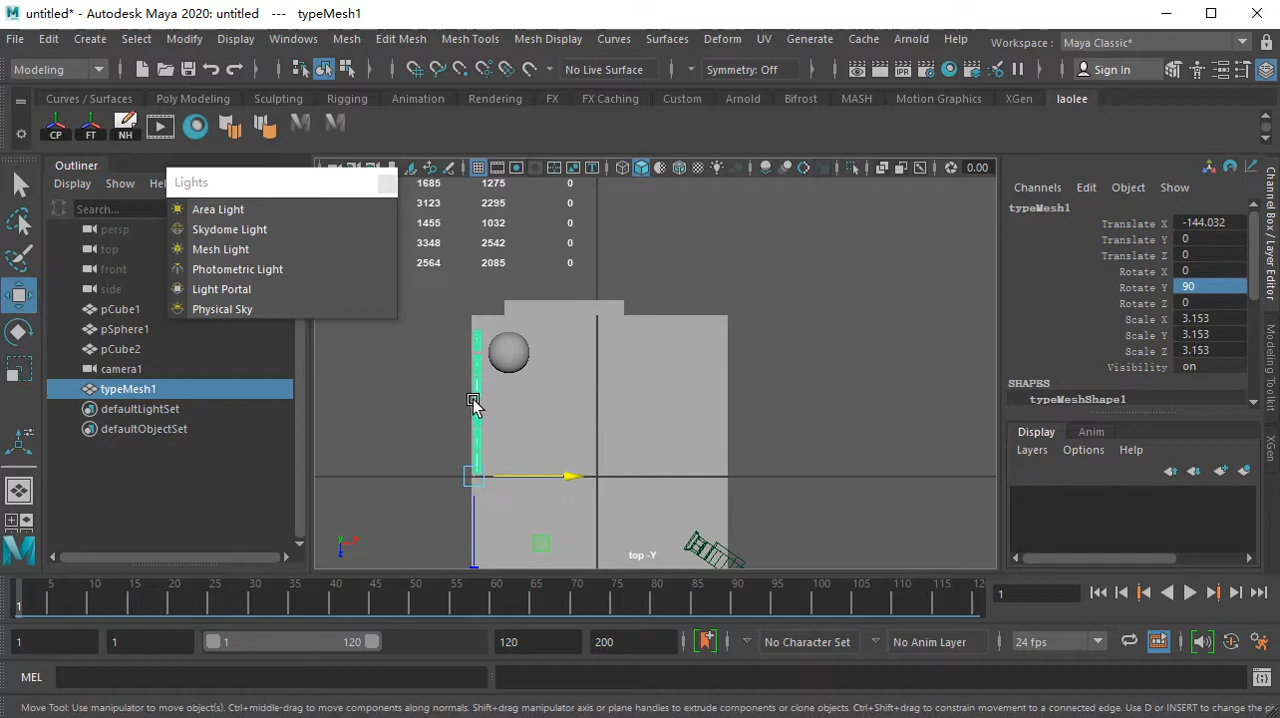 untitled* - Autodesk Maya 2020: untitled --- typeMesh1
File Edit Create Select Modify Display Windows Mesh Edit Mesh Mesh Tools Mesh Display Curves Surfaces Deform UV Generate Cache Arnold Help Workspace : Maya Classic*
Modeling No Live Surface Symmetry: Off Sign In
Curves / Surfaces Poly Modeling Sculpting Rigging Animation Rendering FX FX Caching Custom Arnold Bifrost MASH Motion Graphics XGen laolee
CP FT NH
Outliner
0.00
Display Show
Lights
Search...
Area Light
Skydome Light
Mesh Light
Photometric Light
Light Portal
Physical Sky
persp
top
front
side
pCube1
pSphere1
pCube2
camera1
typeMesh1
defaultLightSet
defaultObjectSet
1685 1275 0
3123 2295 0
1455 1032 0
3348 2542 0
2564 2085 0
top -Y
Channels Edit Object Show
typeMesh1
Translate X -144.032
Translate Y 0
Translate Z 0
Rotate X 0
Rotate Y 90
Rotate Z 0
Scale X 3.153
Scale Y 3.153
Scale Z 3.153
Visibility on
SHAPES
typeMeshShape1
Display Anim
Layers Options Help
Channel Box / Layer Editor
XGen
5 10 15 20 25 30 35 40 45 50 55 60 65 70 75 80 85 90 95 100 105 110 115
1
1
1 1 1 120 120 200 No Character Set No Anim Layer 24 fps
MEL
Move Tool: Use manipulator to move object(s). Ctrl+middle-drag to move components along normals. Shift+drag manipulator axis or plane handles to extrude components or clone objects. Ctrl+Shift+drag to constrain movement to a connected edge. Use D or INSERT to change the